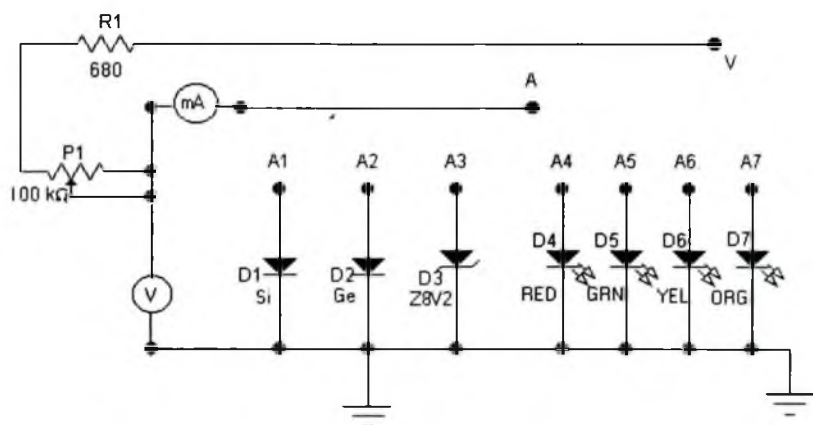 R1
680
V
A
mA
P1
100 kΩ
A1 A2 A3 A4 A5 A6 A7
D1
Si
D2
Ge
D3
Z8V2
D4
RED
D5
GRN
D6
YEL
D7
ORG
V